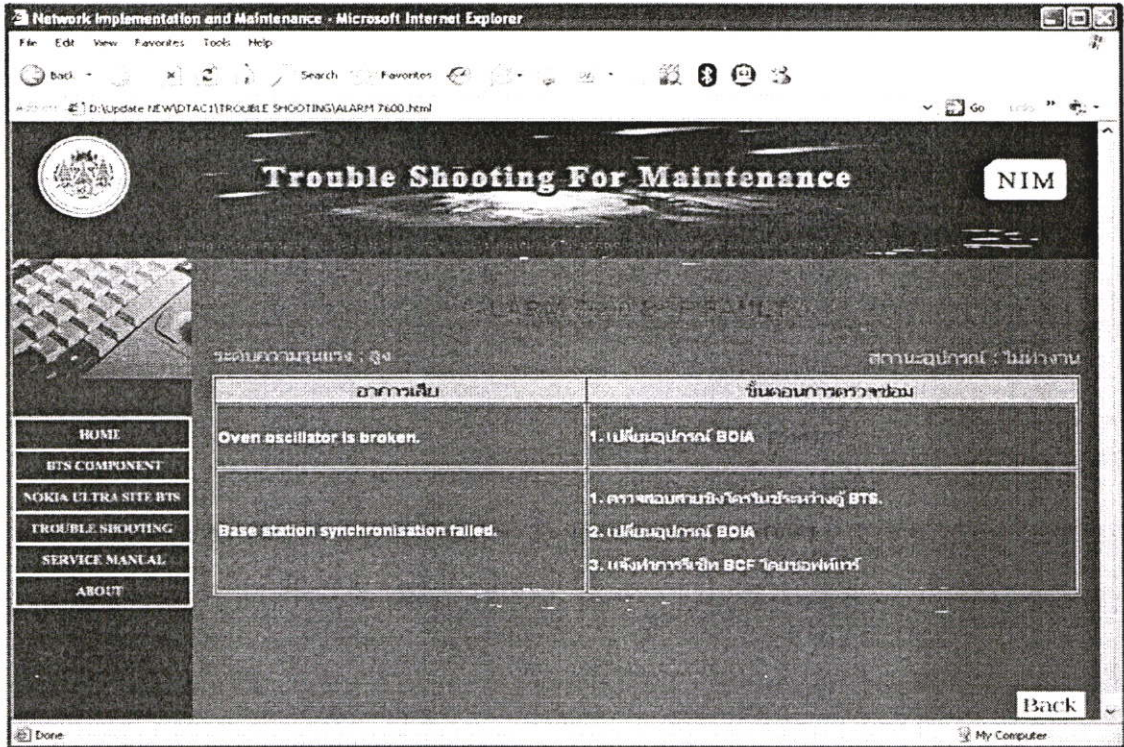 Network Implementation and Maintenance - Microsoft Internet Explorer
File Edit View Favorites Tools Help
Back Search Favorites
D:\Update NEW\DTAC1\TROUBLE SHOOTING\ALARM 7600.html Go Links »
Trouble Shooting For Maintenance
NIM
ระดับความรุนแรง : สูง สถานะอุปกรณ์ : ไม่ทำงาน
อาการเสีย ขั้นตอนการตรวจซ่อม
HOME
BTS COMPONENT
NOKIA ULTRA SITE BTS
TROUBLE SHOOTING
SERVICE MANUAL
ABOUT
Oven oscillator is broken. 1. เปลี่ยนอุปกรณ์ BOIA
Base station synchronisation failed.
1. ตรวจสอบสายซิงโครไนซ์ระหว่างตู้ BTS.
2. เปลี่ยนอุปกรณ์ BOIA
3. แจ้งทำการรีเซ็ท BCF โดยซอฟท์แวร์
Back
Done My Computer